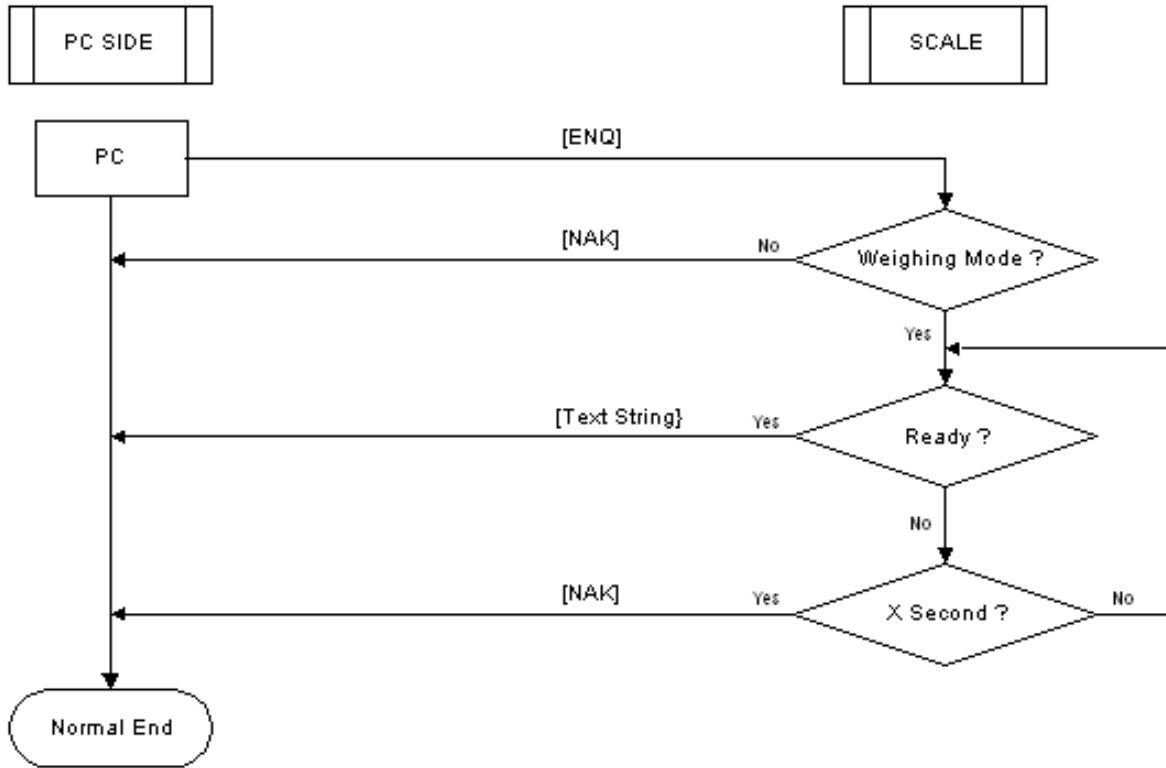 PC SIDE
SCALE
PC
[ENQ]
[NAK]
No
Weighing Mode ?
Yes
[Text String}
Yes
Ready ?
No
[NAK]
Yes
X Second ?
No
Normal End